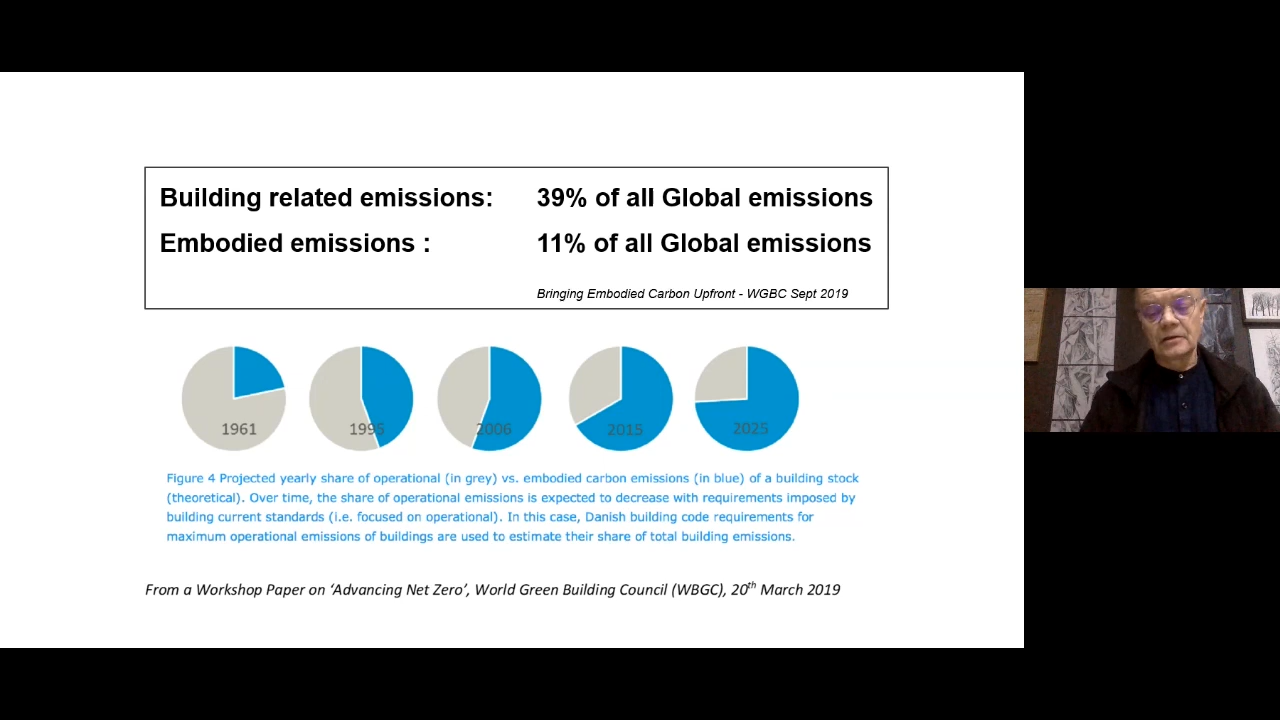 Building related emissions: 39% of all Global emissions
Embodied emissions : 11% of all Global emissions
Bringing Embodied Carbon Upfront - WGBC Sept 2019
1961 1995 2006 2015 2025
Figure 4 Projected yearly share of operational (in grey) vs. embodied carbon emissions (in blue) of a building stock
(theoretical). Over time, the share of operational emissions is expected to decrease with requirements imposed by
building current standards (i.e. focused on operational). In this case, Danish building code requirements for
maximum operational emissions of buildings are used to estimate their share of total building emissions.
From a Workshop Paper on ‘Advancing Net Zero’, World Green Building Council (WBGC), 20th March 2019